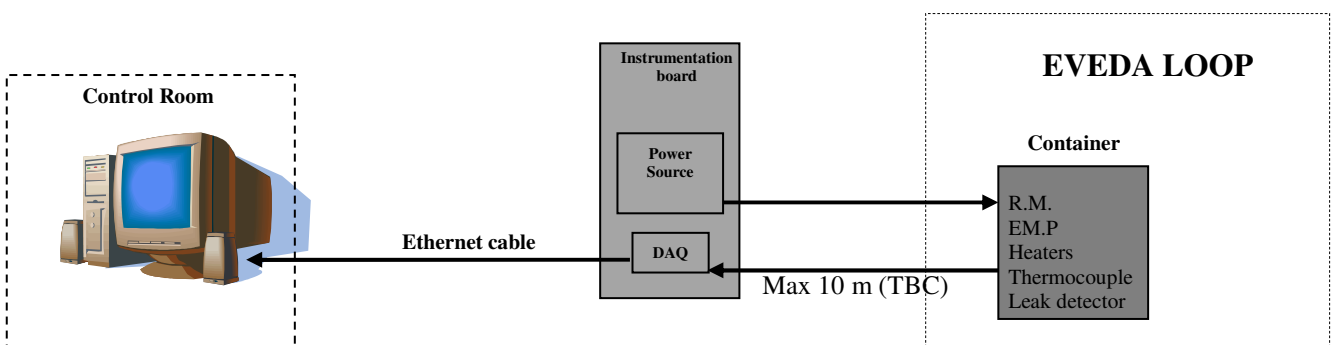 Control Room
Ethernet cable
Instrumentation
board
Power
Source
DAQ
Max 10 m (TBC)
EVEDA LOOP
Container
R.M.
EM.P
Heaters
Thermocouple
Leak detector